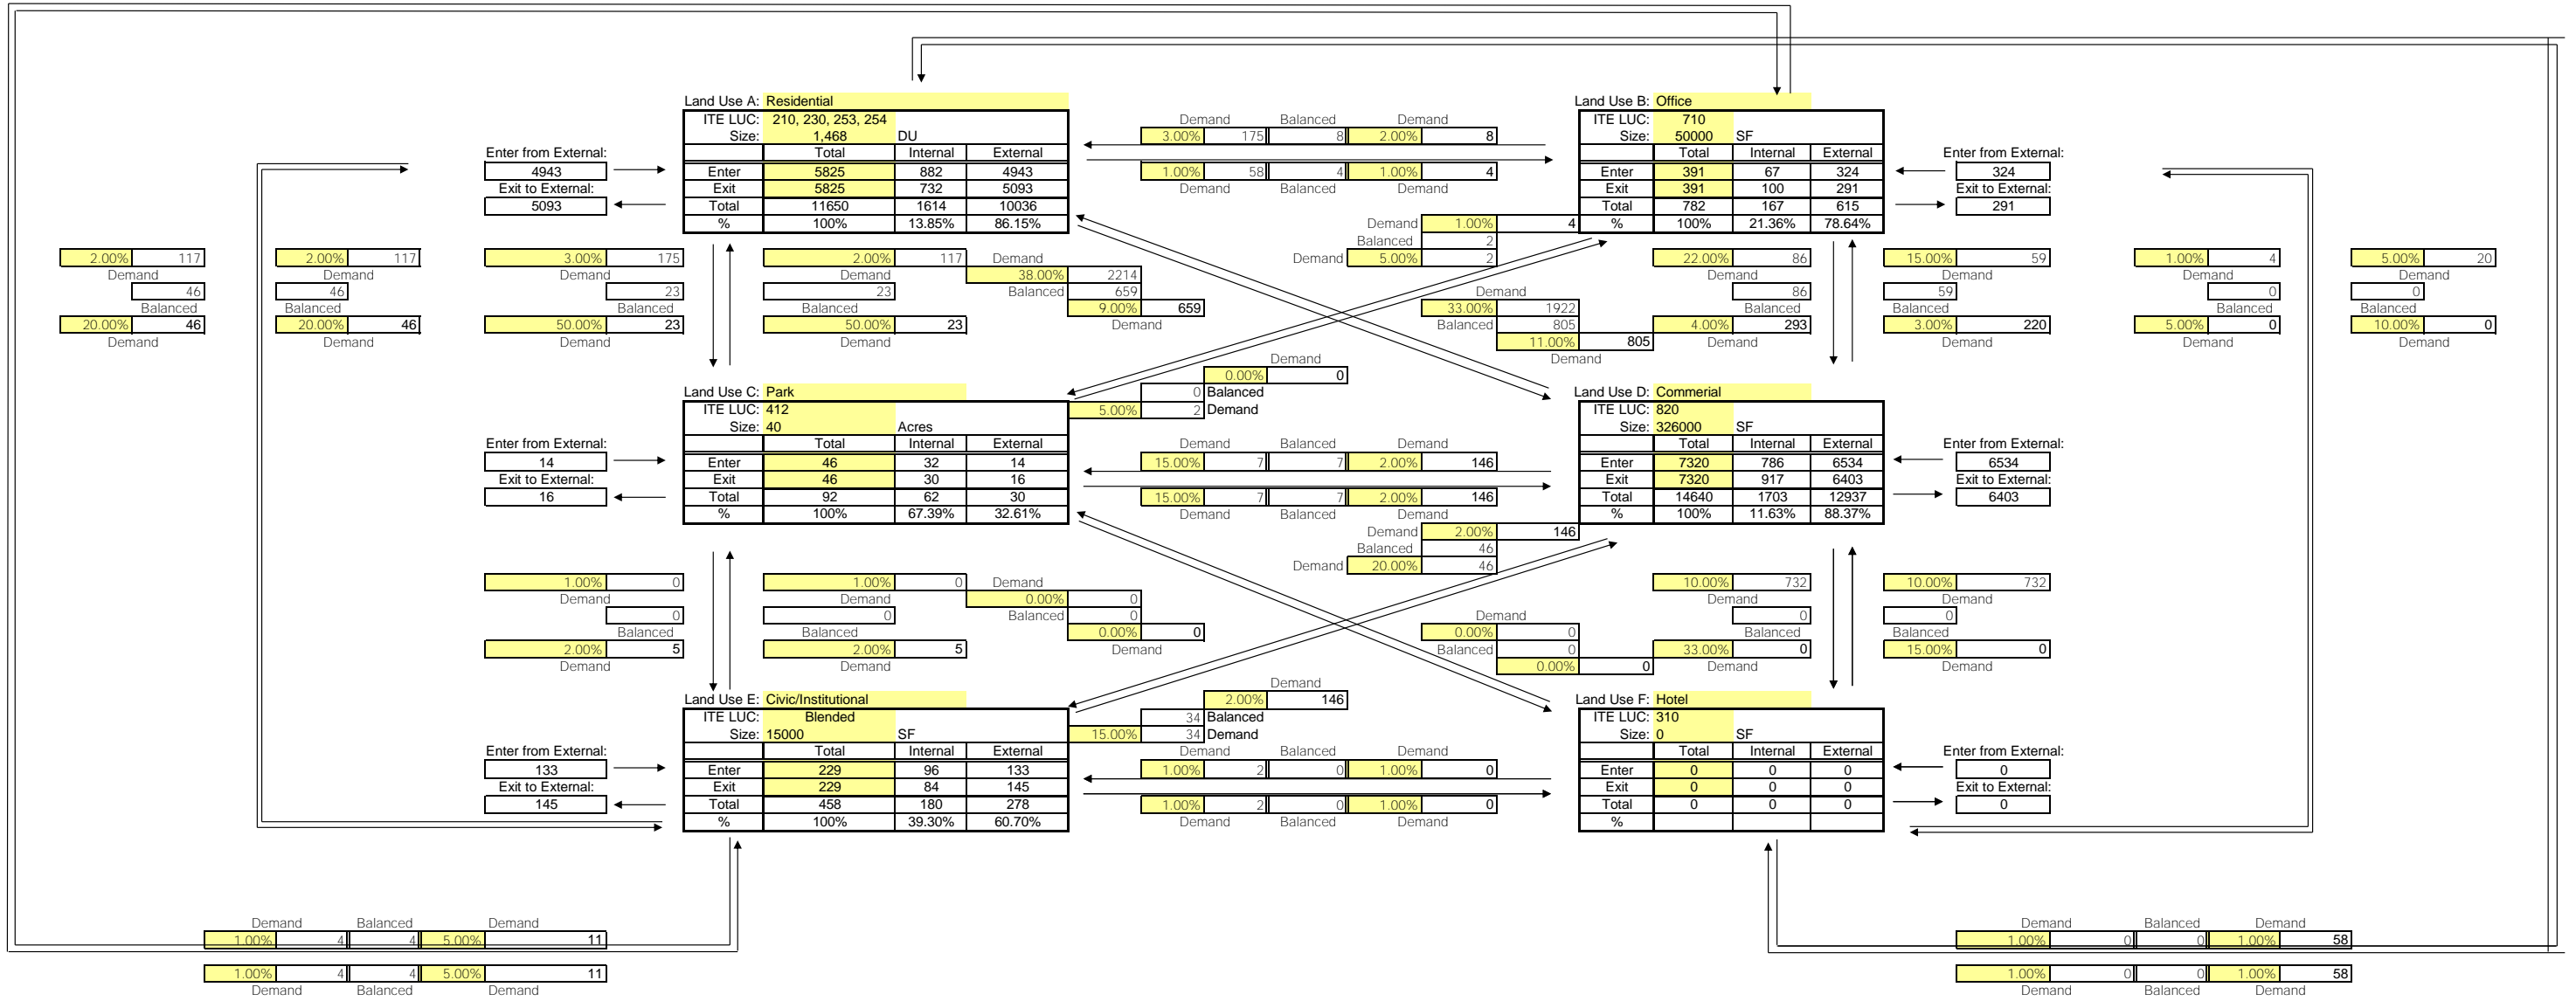 Land Use A: Residential
ITE LUC: 210, 230, 253, 254
Size: 1,468 DU
Total Internal External
Enter 5825 882 4943
Exit 5825 732 5093
Total 11650 1614 10036
% 100% 13.85% 86.15%
Enter from External:
4943
Exit to External:
5093
Demand Balanced Demand
3.00% 175 8 2.00% 8
1.00% 58 4 1.00% 4
Demand Balanced Demand
Land Use B: Office
ITE LUC: 710
Size: 50000 SF
Total Internal External
Enter 391 67 324
Exit 391 100 291
Total 782 167 615
% 100% 21.36% 78.64%
Enter from External:
324
Exit to External:
291
Demand 1.00% 4
Balanced 2
Demand 5.00% 2
2.00% 117
Demand
46
Balanced
20.00% 46
Demand
2.00% 117
Demand
46
Balanced
20.00% 46
Demand
3.00% 175
Demand
23
Balanced
50.00% 23
Demand
2.00% 117
Demand
23
Balanced
50.00% 23
Demand
Demand
38.00% 2214
Balanced 659
9.00% 659
Demand
Demand
33.00% 1922
Balanced 805
11.00% 805
Demand
22.00% 86
Demand
86
Balanced
4.00% 293
Demand
15.00% 59
Demand
59
Balanced
3.00% 220
Demand
1.00% 4
Demand
0
Balanced
5.00% 0
Demand
5.00% 20
Demand
0
Balanced
10.00% 0
Demand
Demand
0.00% 0
0 Balanced
5.00% 2 Demand
Land Use C: Park
ITE LUC: 412
Size: 40 Acres
Total Internal External
Enter 46 32 14
Exit 46 30 16
Total 92 62 30
% 100% 67.39% 32.61%
Enter from External:
14
Exit to External:
16
Demand Balanced Demand
15.00% 7 7 2.00% 146
15.00% 7 7 2.00% 146
Demand Balanced Demand
Land Use D: Commerial
ITE LUC: 820
Size: 326000 SF
Total Internal External
Enter 7320 786 6534
Exit 7320 917 6403
Total 14640 1703 12937
% 100% 11.63% 88.37%
Enter from External:
6534
Exit to External:
6403
Demand 2.00% 146
Balanced 46
Demand 20.00% 46
1.00% 0
Demand
0
Balanced
2.00% 5
Demand
1.00% 0
Demand
0
Balanced
2.00% 5
Demand
Demand
0.00% 0
Balanced 0
0.00% 0
Demand
Demand
0.00% 0
Balanced 0
0.00% 0
10.00% 732
Demand
0
Balanced
33.00% 0
Demand
10.00% 732
Demand
0
Balanced
15.00% 0
Demand
Demand
2.00% 146
34 Balanced
15.00% 34 Demand
Land Use E: Civic/Institutional
ITE LUC: Blended
Size: 15000 SF
Total Internal External
Enter 229 96 133
Exit 229 84 145
Total 458 180 278
% 100% 39.30% 60.70%
Enter from External:
133
Exit to External:
145
Demand Balanced Demand
1.00% 2 0 1.00% 0
1.00% 2 0 1.00% 0
Demand Balanced Demand
Land Use F: Hotel
ITE LUC: 310
Size: 0 SF
Total Internal External
Enter 0 0 0
Exit 0 0 0
Total 0 0 0
%
Enter from External:
0
Exit to External:
0
Demand Balanced Demand
1.00% 4 4 5.00% 11
1.00% 4 4 5.00% 11
Demand Balanced Demand
Demand Balanced Demand
1.00% 0 0 1.00% 58
1.00% 0 0 1.00% 58
Demand Balanced Demand